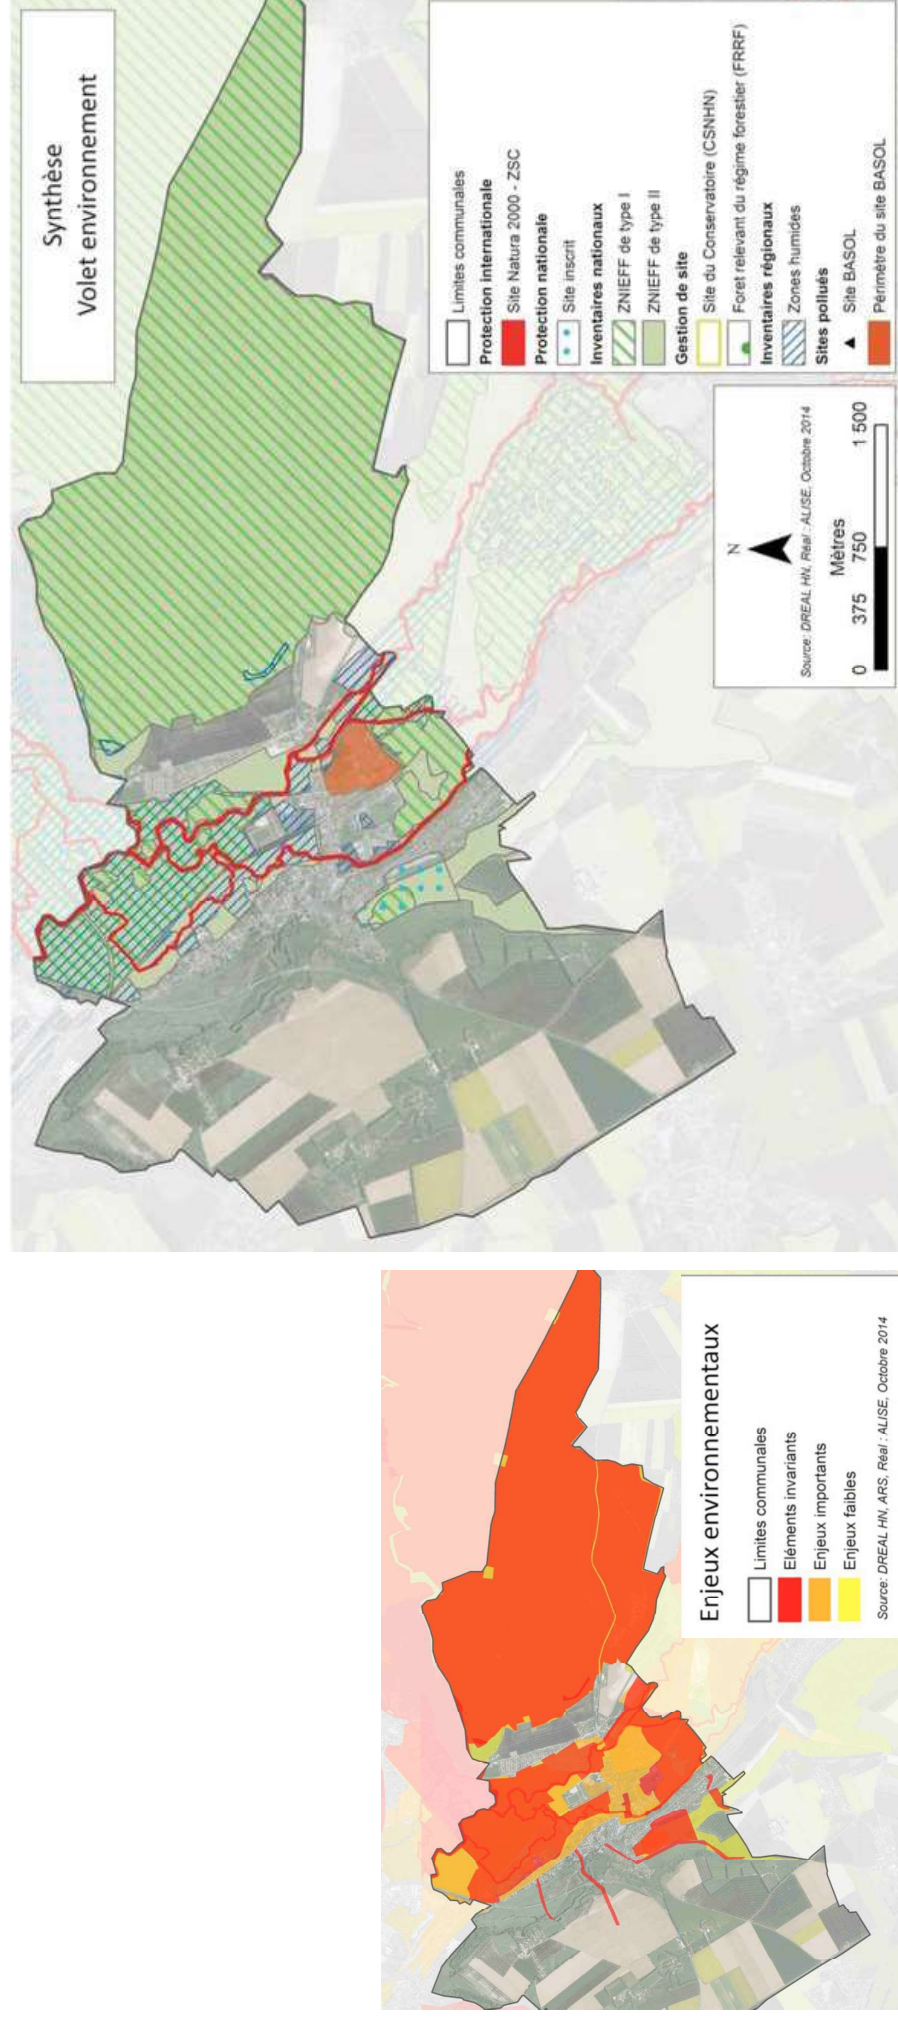 Synthèse
Volet environnement
Limites communales
Protection internationale
Site Natura 2000 - ZSC
Protection nationale
Site inscrit
Inventaires nationaux
ZNIEFF de type I
ZNIEFF de type II
Gestion de site
Site du Conservatoire (CSNHN)
Foret relevant du régime forestier (FRRF)
Inventaires régionaux
Zones humides
Sites pollués
Site BASOL
Périmètre du site BASOL
N
Source: DREAL HN, Réal : ALISE, Octobre 2014
Mètres
0 375 750 1 500
Enjeux environnementaux
Limites communales
Eléments invariants
Enjeux importants
Enjeux faibles
Source: DREAL HN, ARS, Réal : ALISE, Octobre 2014